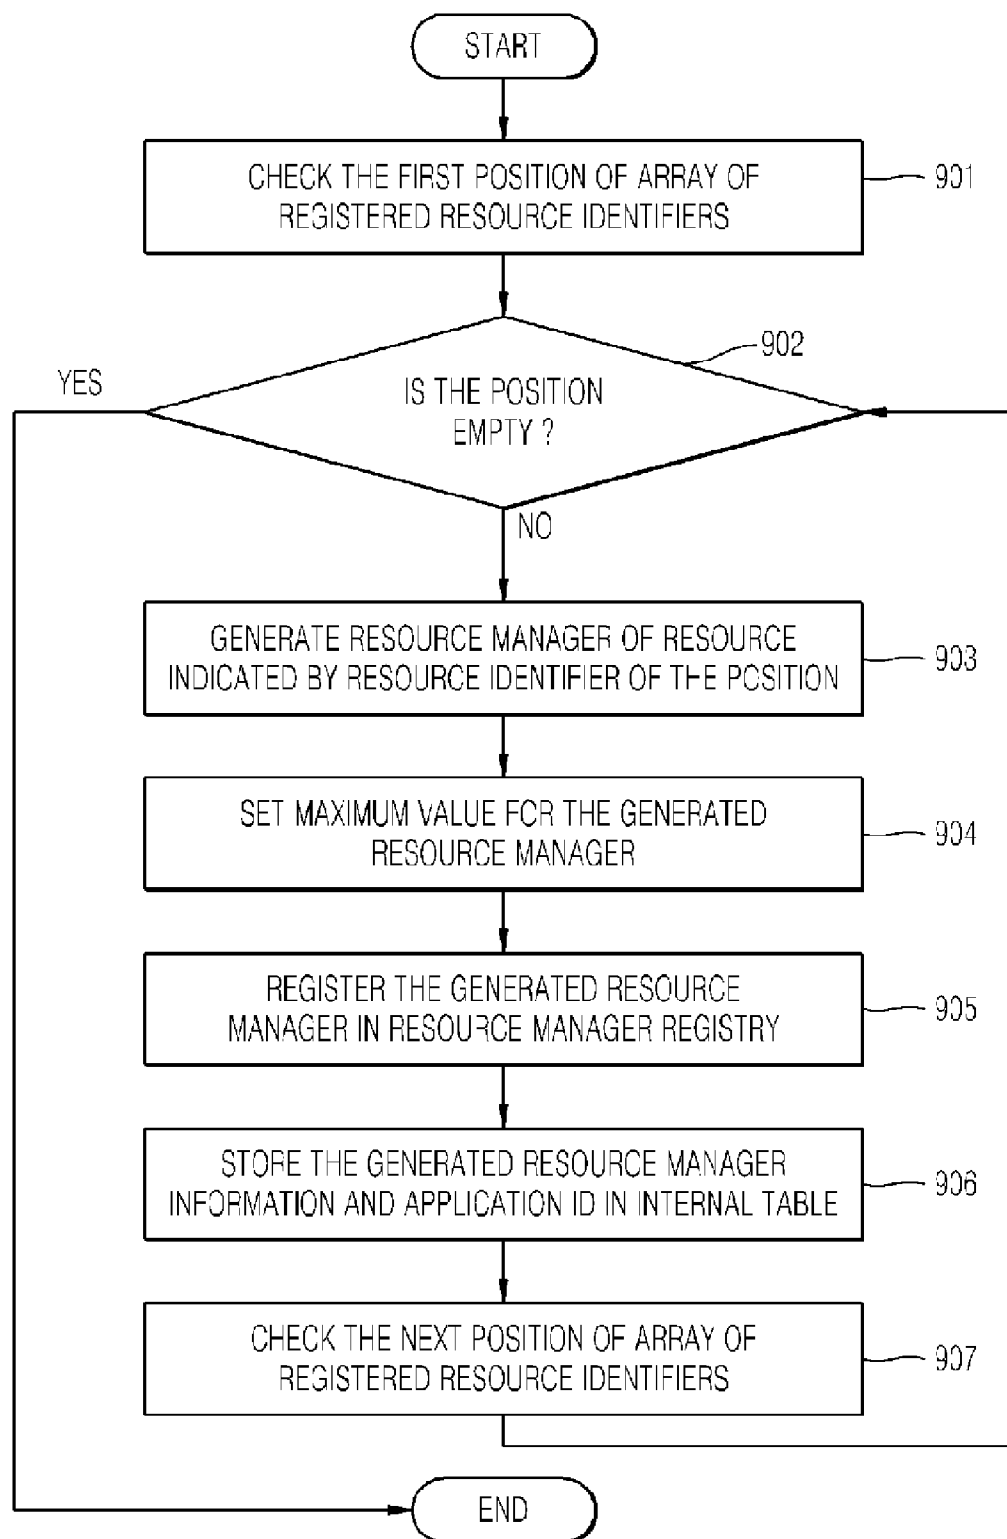 START
CHECK THE FIRST POSITION OF ARRAY OF
REGISTERED RESOURCE IDENTIFIERS
901
902
YES
IS THE POSITION
EMPTY ?
NO
GENERATE RESOURCE MANAGER OF RESOURCE
INDICATED BY RESOURCE IDENTIFIER OF THE POSITION
903
SET MAXIMUM VALUE FOR THE GENERATED
RESOURCE MANAGER
904
REGISTER THE GENERATED RESOURCE
MANAGER IN RESOURCE MANAGER REGISTRY
905
STORE THE GENERATED RESOURCE MANAGER
INFORMATION AND APPLICATION ID IN INTERNAL TABLE
906
CHECK THE NEXT POSITION OF ARRAY OF
REGISTERED RESOURCE IDENTIFIERS
907
END